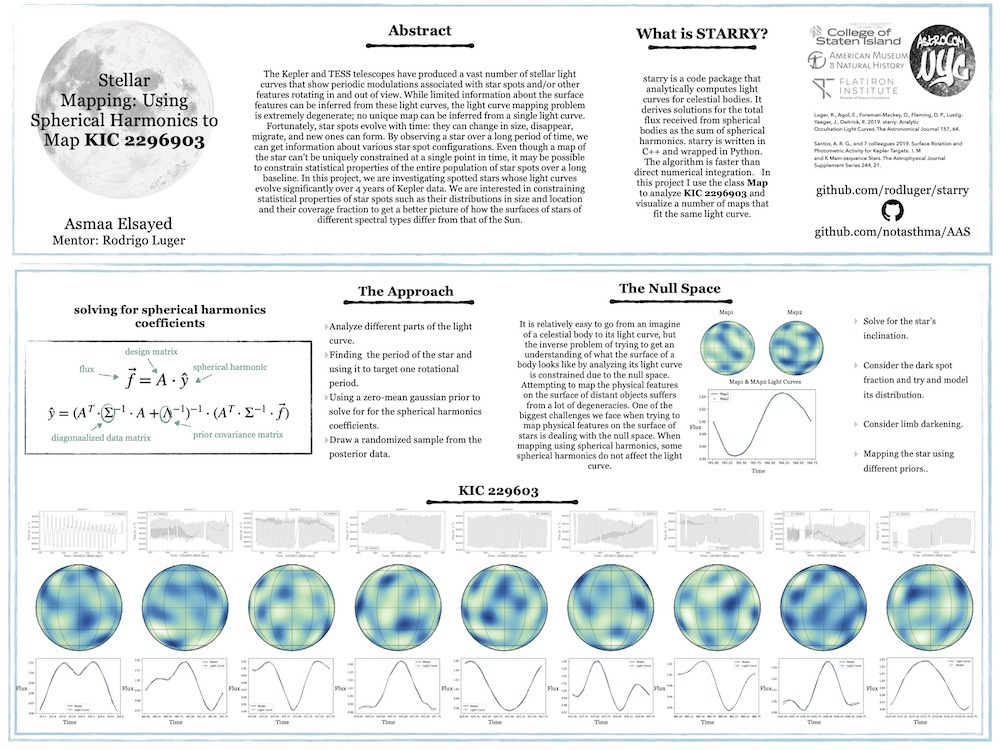 Stellar
Mapping: Using
Spherical Harmonics to
Map KIC 2296903
Asmaa Elsayed
Mentor: Rodrigo Luger
Abstract
The Kepler and TESS telescopes have produced a vast number of stellar light
curves that show periodic modulations associated with star spots and/or other
features rotating in and out of view. While limited information about the surface
features can be inferred from these light curves, the light curve mapping problem
is extremely degenerate; no unique map can be inferred from a single light curve.
Fortunately, star spots evolve with time: they can change in size, disappear,
migrate, and new ones can form. By observing a star over a long period of time, we
can get information about various star spot configurations. Even though a map of
the star can't be uniquely constrained at a single point in time, it may be possible
to constrain statistical properties of the entire population of star spots over a long
baseline. In this project, we are investigating spotted stars whose light curves
evolve significantly over 4 years of Kepler data. We are interested in constraining
statistical properties of star spots such as their distributions in size and location
and their coverage fraction to get a better picture of how the surfaces of stars of
different spectral types differ from that of the Sun.
What is STARRY?
starry is a code package that
analytically computes light
curves for celestial bodies. It
derives solutions for the total
flux received from spherical
bodies as the sum of spherical
harmonics. starry is written in
C++ and wrapped in Python.
The algorithm is faster than
direct numerical integration. In
this project I use the class Map
to analyze KIC 2296903 and
visualize a number of maps that
fit the same light curve.
THE CITY UNIVERSITY
OF NEW YORK
College of
Staten Island
AMERICAN MUSEUM
OF NATURAL HISTORY
FLATIRON
INSTITUTE
ASTROCOM
NYC
Luger, R., Agol, E., Foreman-Mackey, D., Fleming, D. P., Lustig-
Yaeger, J., Deitrick, R. 2019. starry: Analytic
Occultation Light Curves. The Astronomical Journal 157, 64.
Santos, A. R. G., and 7 colleagues 2019. Surface Rotation and
Photometric Activity for Kepler Targets. I. M
and K Main-sequence Stars. The Astrophysical Journal
Supplement Series 244, 21.
github.com/rodluger/starry
github.com/notasthma/AAS
solving for spherical harmonics
coefficients
design matrix
flux
spherical harmonic
f⃗ = A · ŷ
ŷ = (Aᵀ · Σ⁻¹ · A + Λ⁻¹)⁻¹ · (Aᵀ · Σ⁻¹ · f⃗)
diagonaalized data matrix
prior covariance matrix
The Approach
Analyze different parts of the light
curve.
Finding the period of the star and
using it to target one rotational
period.
Using a zero-mean gaussian prior to
solve for for the spherical harmonics
coefficients.
Draw a randomized sample from the
posterior data.
The Null Space
It is relatively easy to go from an imagine
of a celestial body to its light curve, but
the inverse problem of trying to get an
understanding of what the surface of a
body looks like by analyzing its light curve
is constrained due to the null space.
Attempting to map the physical features
on the surface of distant objects suffers
from a lot of degeneracies. One of the
biggest challenges we face when trying to
map physical features on the surface of
stars is dealing with the null space. When
mapping using spherical harmonics, some
spherical harmonics do not affect the light
curve.
Map1
Map2
Map1 & MAp2 Light Curves
Map1
Map2
Flux
Time
Solve for the star's
inclination.
Consider the dark spot
fraction and try and model
its distribution.
Consider limb darkening.
Mapping the star using
different priors..
KIC 229603
Flux
Time
Flux
Time
Flux
Time
Flux
Time
Flux
Time
Flux
Time
Flux
Time
Flux
Time
Flux
Time